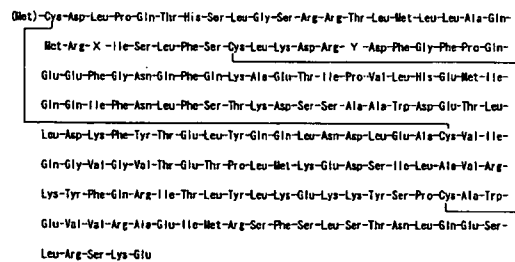 (Met)-Cys-Asp-Leu-Pro-Gln-Thr-His-Ser-Leu-Gly-Ser-Arg-Arg-Thr-Leu-Met-Leu-Leu-Ala-Gln-
Met-Arg-X-Ile-Ser-Leu-Phe-Ser-Cys-Leu-Lys-Asp-Arg-Y-Asp-Phe-Gly-Phe-Pro-Gln-
Glu-Glu-Phe-Gly-Asn-Gln-Phe-Gln-Lys-Ala-Glu-Thr-Ile-Pro-Val-Leu-His-Glu-Met-Ile-
Gln-Gln-Ile-Phe-Asn-Leu-Phe-Ser-Thr-Lys-Asp-Ser-Ser-Ala-Ala-Trp-Asp-Glu-Thr-Leu-
Leu-Asp-Lys-Phe-Tyr-Thr-Glu-Leu-Tyr-Gln-Gln-Leu-Asn-Asp-Leu-Glu-Ala-Cys-Val-Ile-
Gln-Gly-Val-Gly-Val-Thr-Glu-Thr-Pro-Leu-Met-Lys-Glu-Asp-Ser-Ile-Leu-Ala-Val-Arg-
Lys-Tyr-Phe-Gln-Arg-Ile-Thr-Leu-Tyr-Leu-Lys-Glu-Lys-Lys-Tyr-Ser-Pro-Cys-Ala-Trp-
Glu-Val-Val-Arg-Ala-Glu-Ile-Met-Arg-Ser-Phe-Ser-Leu-Ser-Thr-Asn-Leu-Gln-Glu-Ser-
Leu-Arg-Ser-Lys-Glu